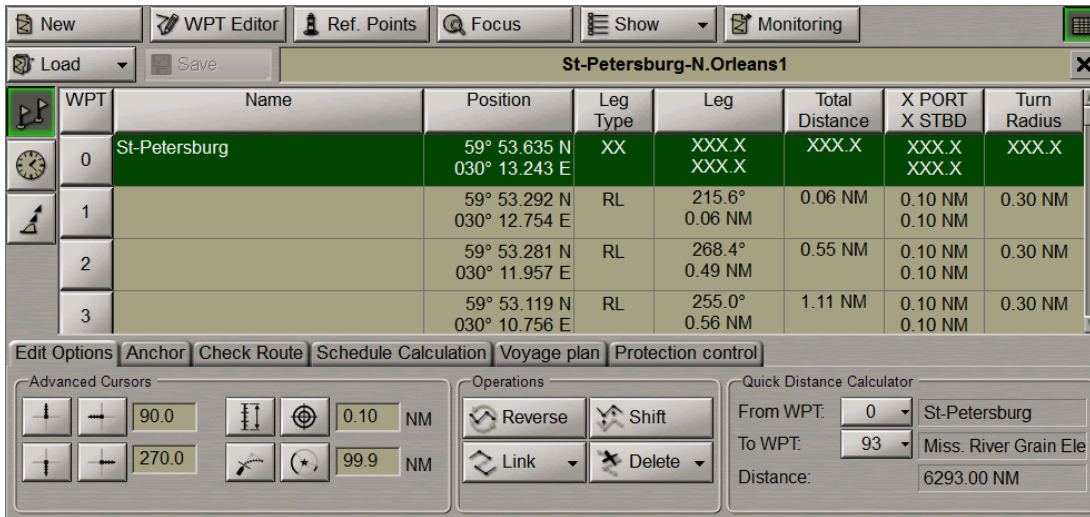 New WPT Editor Ref. Points Focus Show Monitoring
Load Save St-Petersburg-N.Orleans1
WPT Name Position Leg Type Leg Total Distance X PORT X STBD Turn Radius
0 St-Petersburg 59° 53.635 N XX XXX.X XXX.X XXX.X XXX.X
030° 13.243 E XXX.X XXX.X
1 59° 53.292 N RL 215.6° 0.06 NM 0.10 NM 0.30 NM
030° 12.754 E 0.06 NM 0.10 NM
2 59° 53.281 N RL 268.4° 0.55 NM 0.10 NM 0.30 NM
030° 11.957 E 0.49 NM 0.10 NM
3 59° 53.119 N RL 255.0° 1.11 NM 0.10 NM 0.30 NM
030° 10.756 E 0.56 NM 0.10 NM
Edit Options Anchor Check Route Schedule Calculation Voyage plan Protection control
Advanced Cursors
90.0 0.10 NM
270.0 99.9 NM
Operations
Reverse Shift
Link Delete
Quick Distance Calculator
From WPT: 0 St-Petersburg
To WPT: 93 Miss. River Grain Ele
Distance: 6293.00 NM